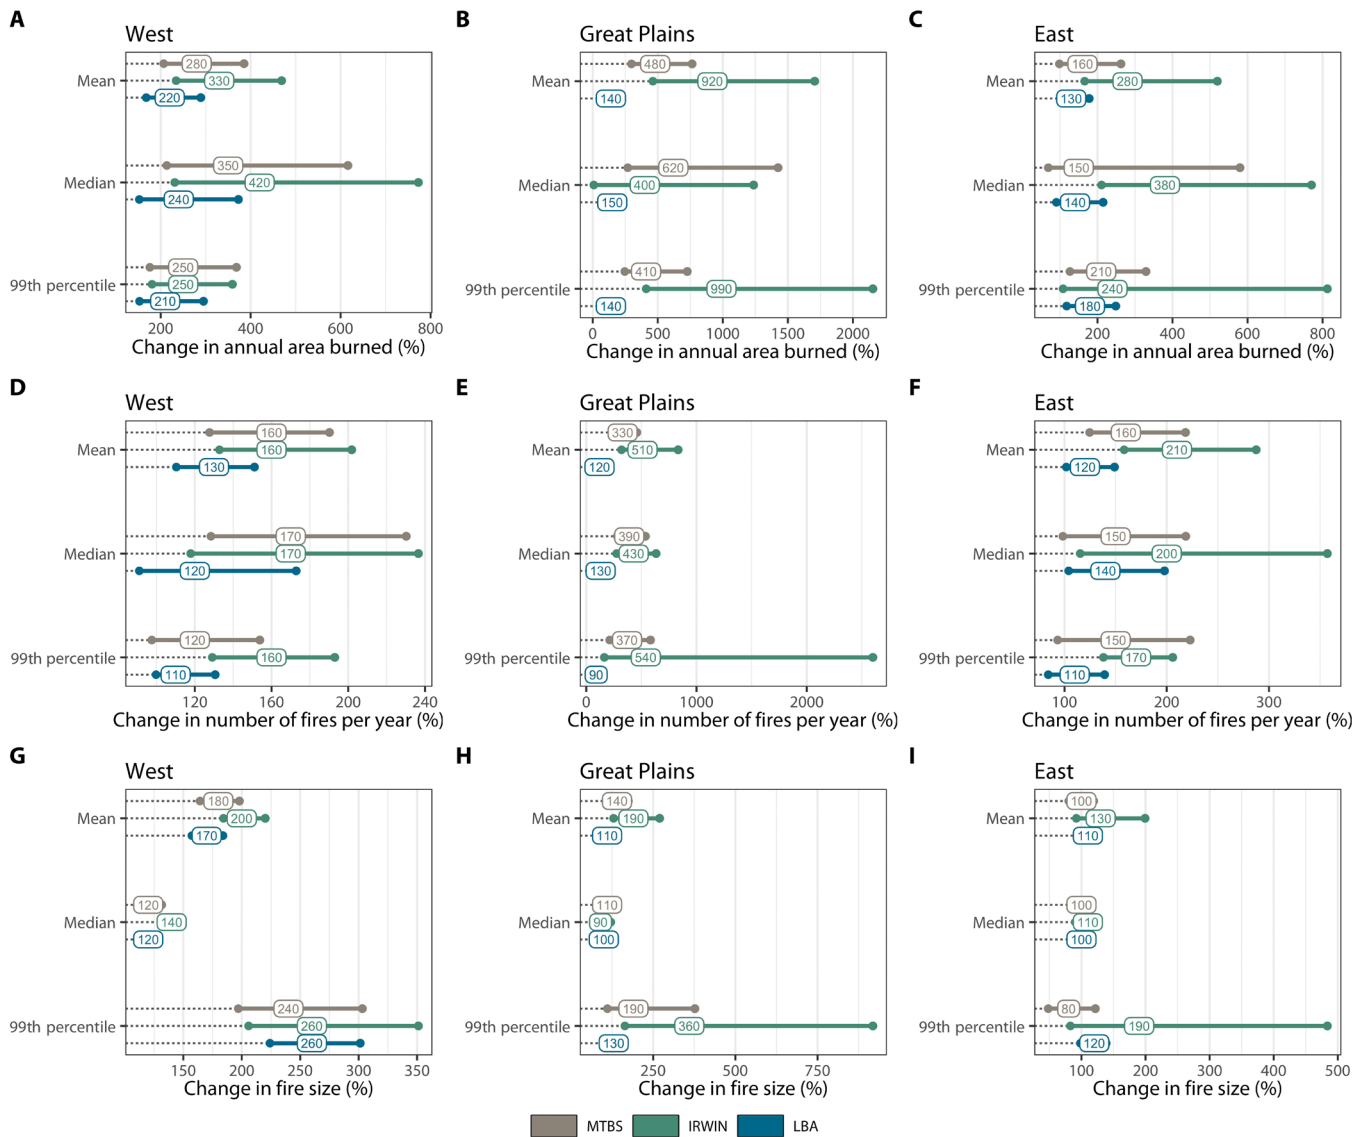 A
West
Mean
280
330
220
Median
350
420
240
99th percentile
250
250
210
200
400
600
800
Change in annual area burned (%)
B
Great Plains
Mean
480
920
140
Median
620
400
150
99th percentile
410
990
140
0
500
1000
1500
2000
Change in annual area burned (%)
C
East
Mean
160
280
130
Median
150
380
140
99th percentile
210
240
180
200
400
600
800
Change in annual area burned (%)
D
West
Mean
160
160
130
Median
170
170
120
99th percentile
120
160
110
120
160
200
240
Change in number of fires per year (%)
E
Great Plains
Mean
330
510
120
Median
390
430
130
99th percentile
370
540
90
0
1000
2000
Change in number of fires per year (%)
F
East
Mean
160
210
120
Median
150
200
140
99th percentile
150
170
110
100
200
300
Change in number of fires per year (%)
G
West
Mean
180
200
170
Median
120
140
120
99th percentile
240
260
260
150
200
250
300
350
Change in fire size (%)
H
Great Plains
Mean
140
190
110
Median
110
90
100
99th percentile
190
360
130
250
500
750
Change in fire size (%)
I
East
Mean
100
130
110
Median
100
110
100
99th percentile
80
190
120
100
200
300
400
500
Change in fire size (%)
MTBS IRWIN LBA